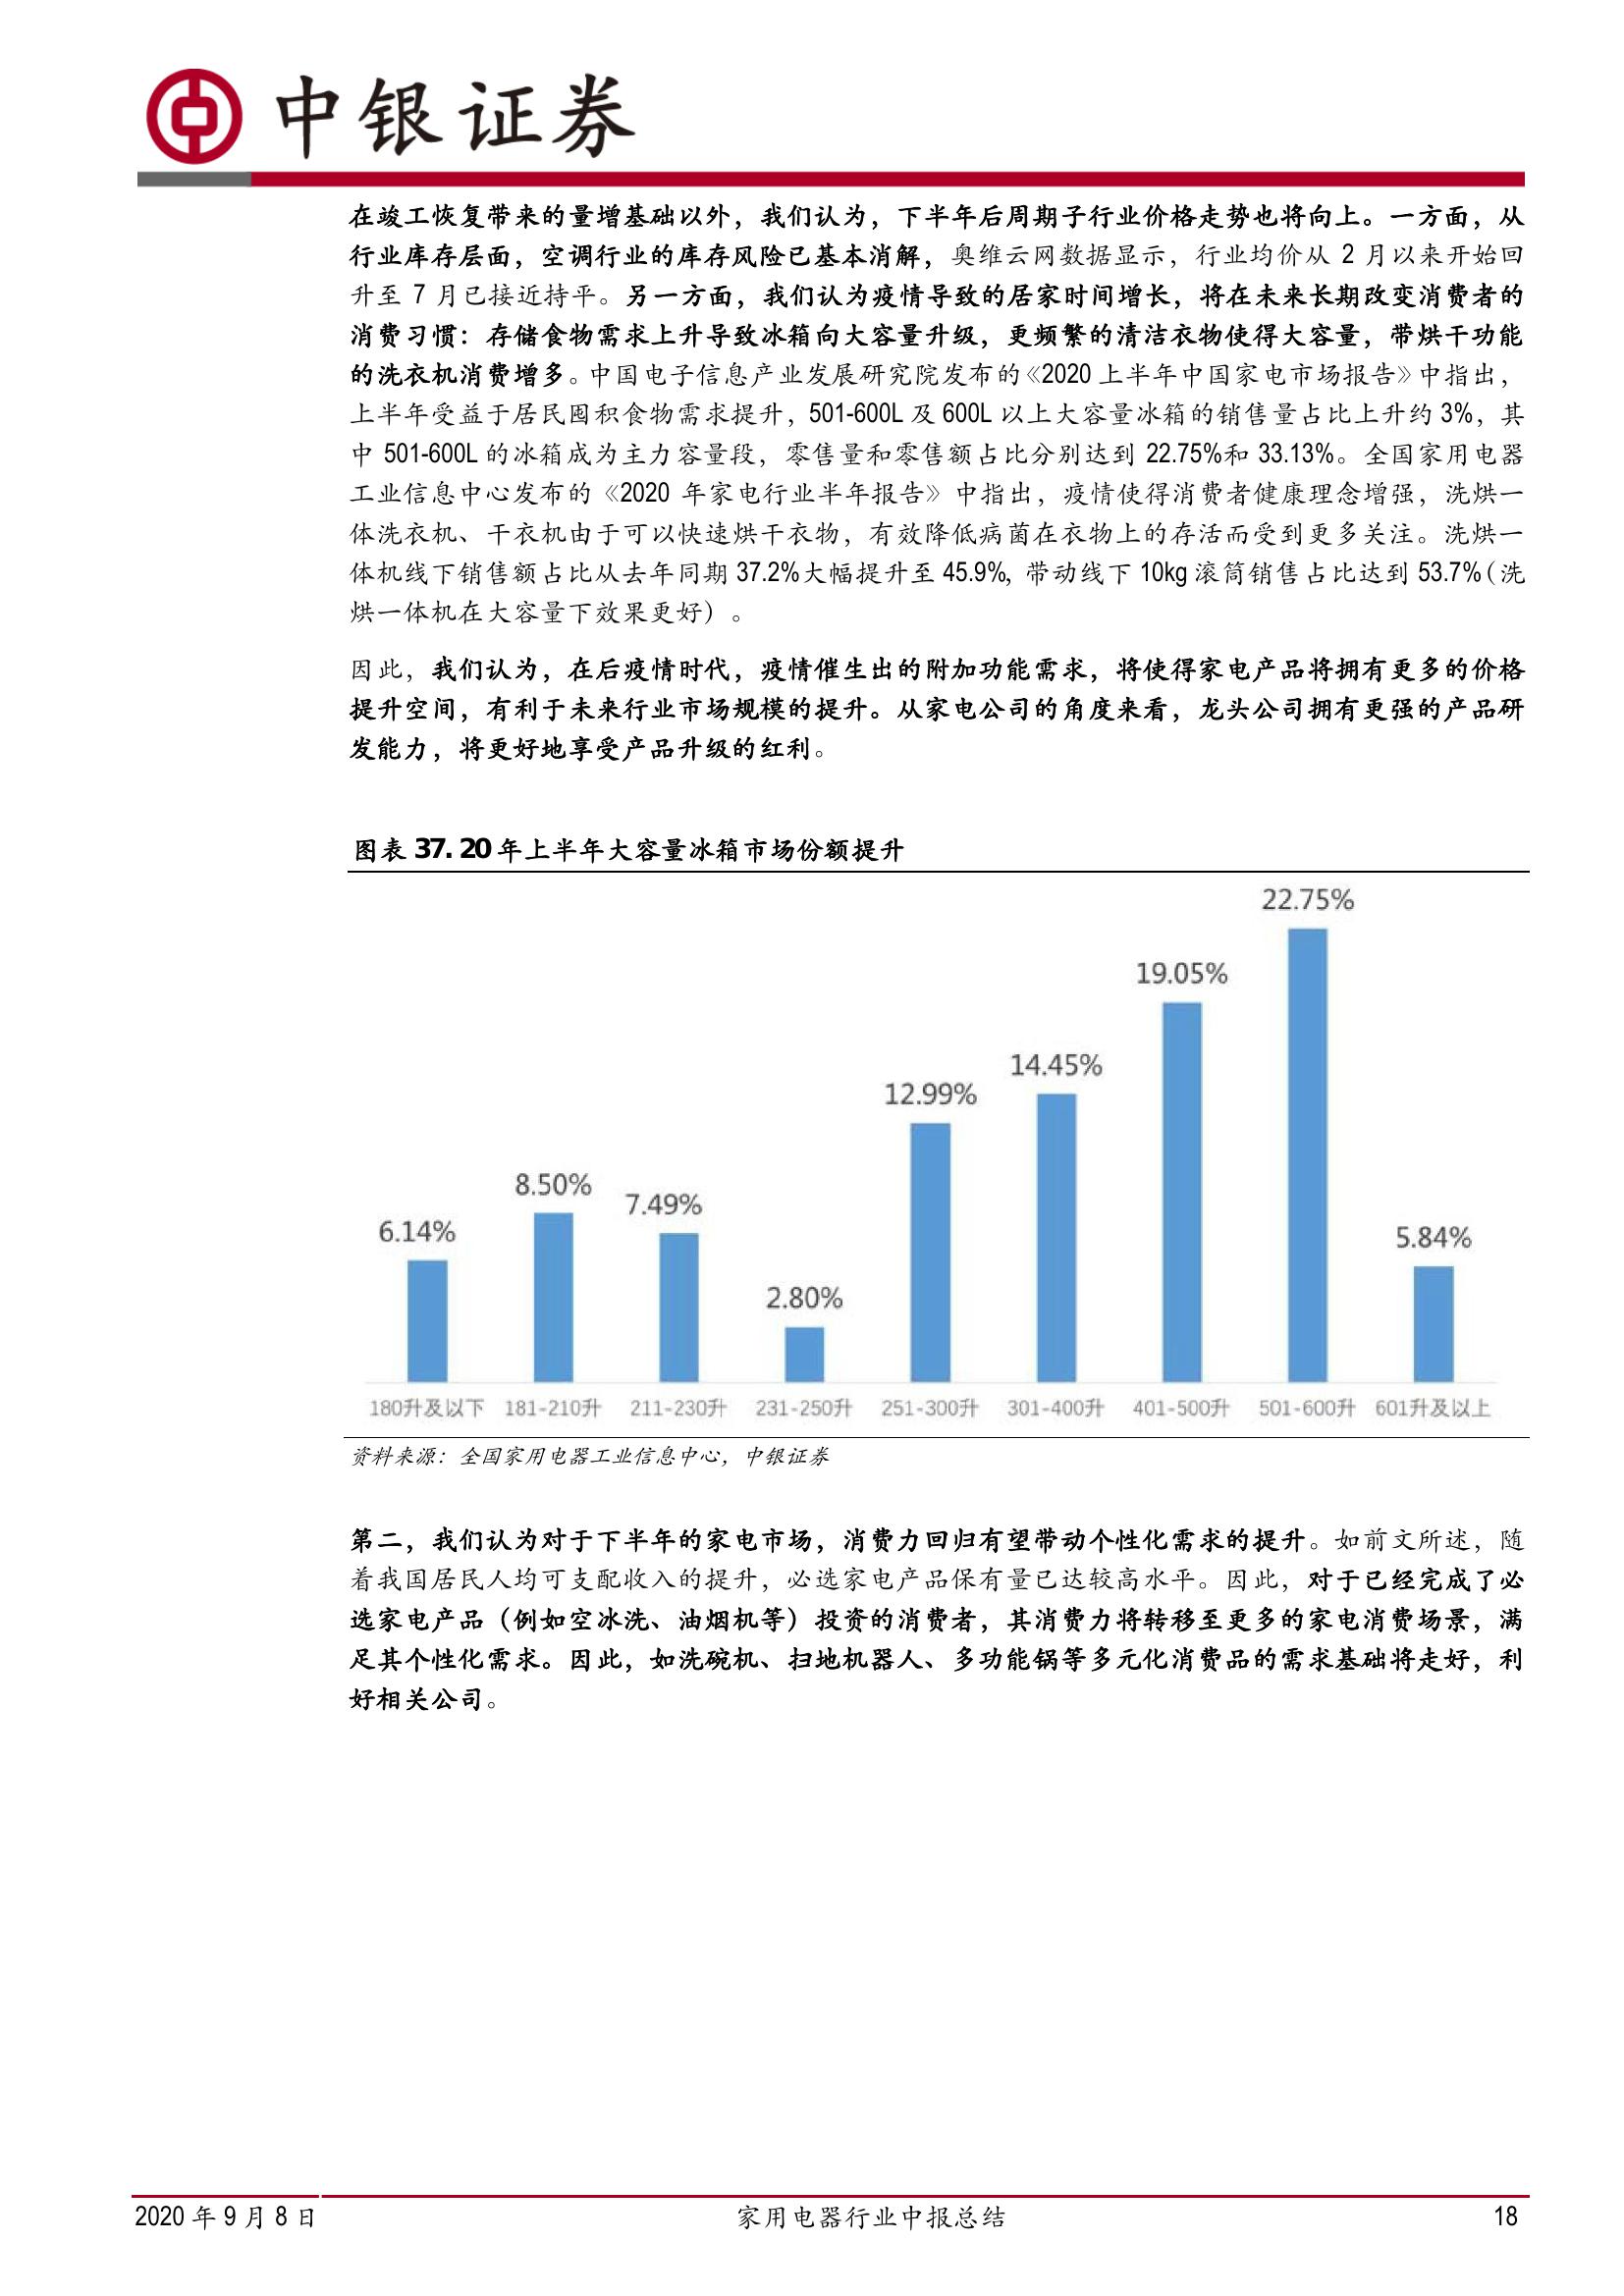 中银证券
在竣工恢复带来的量增基础以外，我们认为，下半年后周期子行业价格走势也将向上。一方面，从
行业库存层面，空调行业的库存风险已基本消解，奥维云网数据显示，行业均价从 2 月以来开始回
升至 7 月已接近持平。另一方面，我们认为疫情导致的居家时间增长，将在未来长期改变消费者的
消费习惯：存储食物需求上升导致冰箱向大容量升级，更频繁的清洁衣物使得大容量，带烘干功能
的洗衣机消费增多。中国电子信息产业发展研究院发布的《2020 上半年中国家电市场报告》中指出，
上半年受益于居民囤积食物需求提升，501-600L 及 600L 以上大容量冰箱的销售量占比上升约 3%，其
中 501-600L 的冰箱成为主力容量段，零售量和零售额占比分别达到 22.75%和 33.13%。全国家用电器
工业信息中心发布的《2020 年家电行业半年报告》中指出，疫情使得消费者健康理念增强，洗烘一
体洗衣机、干衣机由于可以快速烘干衣物，有效降低病菌在衣物上的存活而受到更多关注。洗烘一
体机线下销售额占比从去年同期 37.2%大幅提升至 45.9%, 带动线下 10kg 滚筒销售占比达到 53.7%（洗
烘一体机在大容量下效果更好）。
因此，我们认为，在后疫情时代，疫情催生出的附加功能需求，将使得家电产品将拥有更多的价格
提升空间，有利于未来行业市场规模的提升。从家电公司的角度来看，龙头公司拥有更强的产品研
发能力，将更好地享受产品升级的红利。
图表 37. 20 年上半年大容量冰箱市场份额提升
22.75%
19.05%
14.45%
12.99%
8.50%
7.49%
6.14%
5.84%
2.80%
180升及以下 181-210升 211-230升 231-250升 251-300升 301-400升 401-500升 501-600升 601升及以上
资料来源：全国家用电器工业信息中心，中银证券
第二，我们认为对于下半年的家电市场，消费力回归有望带动个性化需求的提升。如前文所述，随
着我国居民人均可支配收入的提升，必选家电产品保有量已达较高水平。因此，对于已经完成了必
选家电产品（例如空冰洗、油烟机等）投资的消费者，其消费力将转移至更多的家电消费场景，满
足其个性化需求。因此，如洗碗机、扫地机器人、多功能锅等多元化消费品的需求基础将走好，利
好相关公司。
2020 年 9 月 8 日 家用电器行业中报总结 18